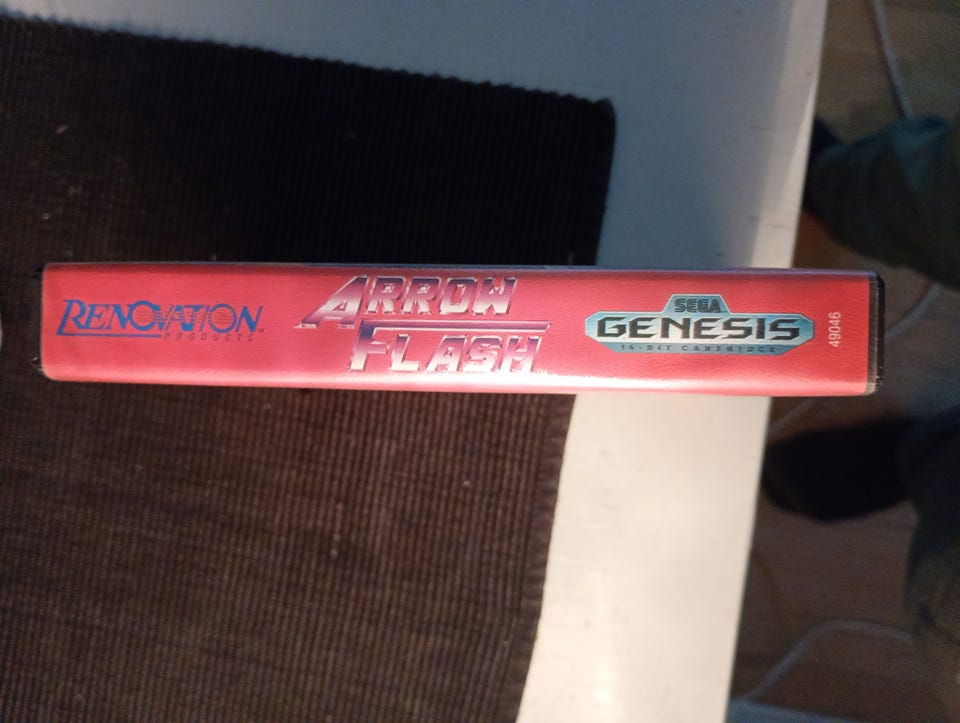 RENOVATION
PRODUCTS
ARROW
FLASH
SEGA
GENESIS
16-BIT CARTRIDGE
49046